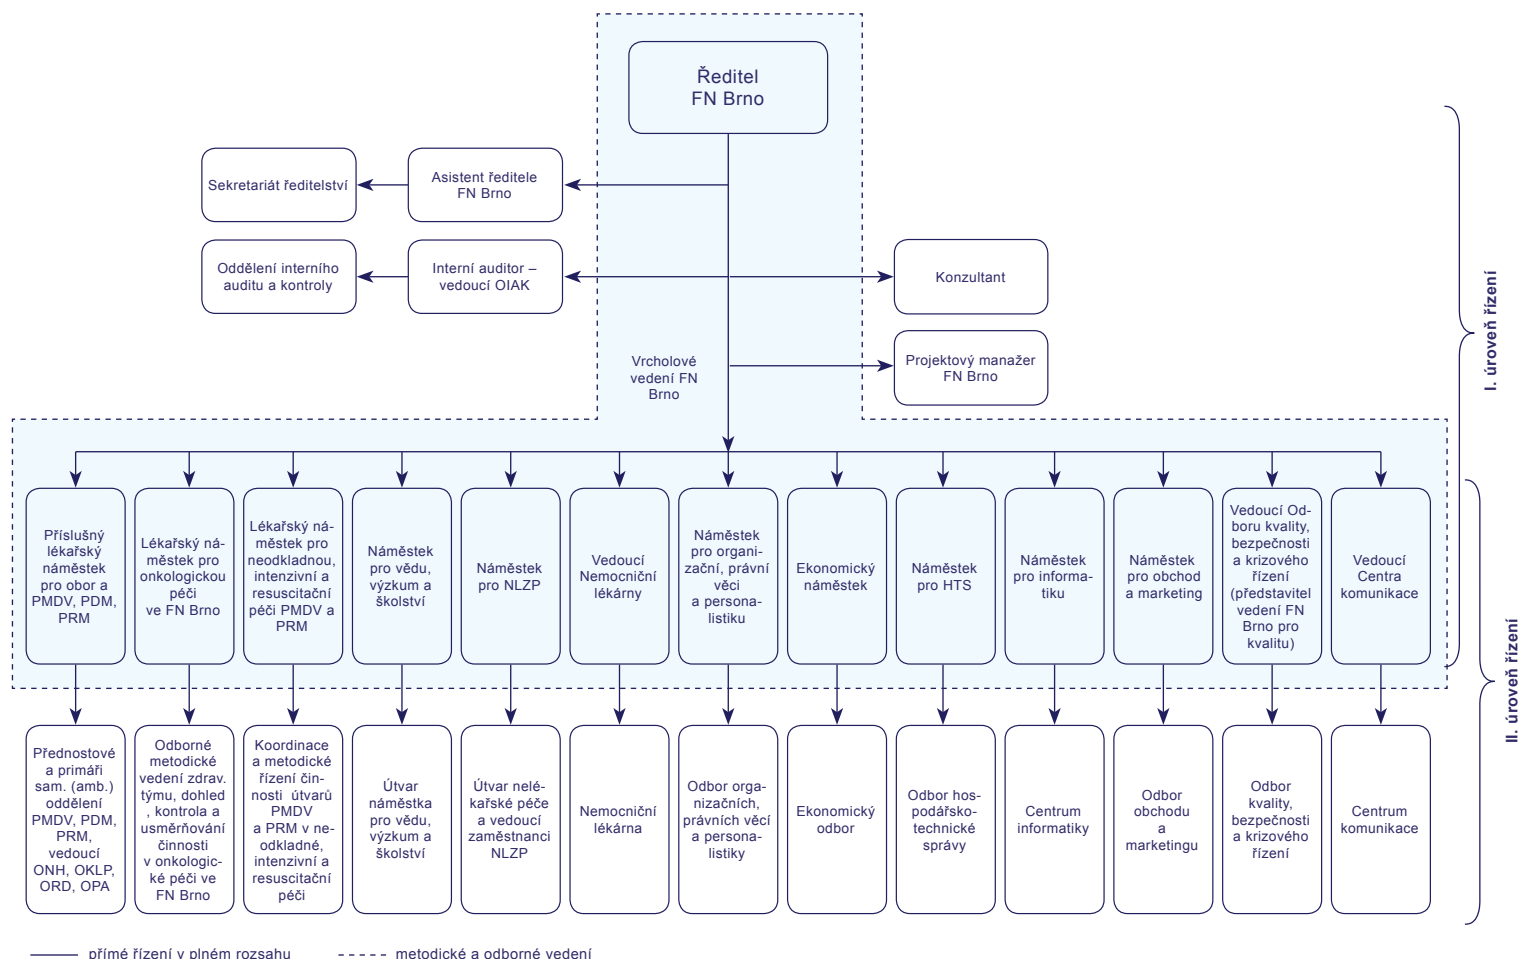 Ředitel
FN Brno
Sekretariát ředitelství
Asistent ředitele
FN Brno
Oddělení interního
auditu a kontroly
Interní auditor –
vedoucí OIAK
Konzultant
Vrcholové
vedení FN
Brno
Projektový manažer
FN Brno
I. úroveň řízení
Příslušný
lékařský
náměstek
pro obor a
PMDV, PDM,
PRM
Lékařský ná-
městek pro
onkologickou
péči
ve FN Brno
Lékařský ná-
městek pro
neodkladnou,
intenzivní a
resuscitační
péči PMDV a
PRM
Náměstek
pro vědu,
výzkum a
školství
Náměstek
pro NLZP
Vedoucí
Nemocniční
lékárny
Náměstek
pro organi-
zační, právní
věci
a persona-
listiku
Ekonomický
náměstek
Náměstek
pro HTS
Náměstek
pro informa-
tiku
Náměstek
pro obchod
a marketing
Vedoucí Od-
boru kvality,
bezpečnosti
a krizového
řízení
(představitel
vedení FN
Brno pro
kvalitu)
Vedoucí
Centra
komunikace
II. úroveň řízení
Přednostové
a primáři
sam. (amb.)
oddělení
PMDV, PDM,
PRM,
vedoucí
ONH, OKLP,
ORD, OPA
Odborné
metodické
vedení zdrav.
týmu, dohled
, kontrola a
usměrňování
činnosti
v onkologic-
ké péči ve
FN Brno
Koordinace
a metodické
řízení čin-
nosti útvarů
PMDV
a PRM v ne-
odkladné,
intenzivní a
resuscitační
péči
Útvar
náměstka
pro vědu,
výzkum a
školství
Útvar nelé-
kařské péče
a vedoucí
zaměstnanci
NLZP
Nemocniční
lékárna
Odbor orga-
nizačních,
právních věcí
a persona-
listiky
Ekonomický
odbor
Odbor hos-
podářsko-
technické
správy
Centrum
informatiky
Odbor
obchodu
a
marketingu
Odbor
kvality,
bezpečnosti
a krizového
řízení
Centrum
komunikace
přímé řízení v plném rozsahu
metodické a odborné vedení